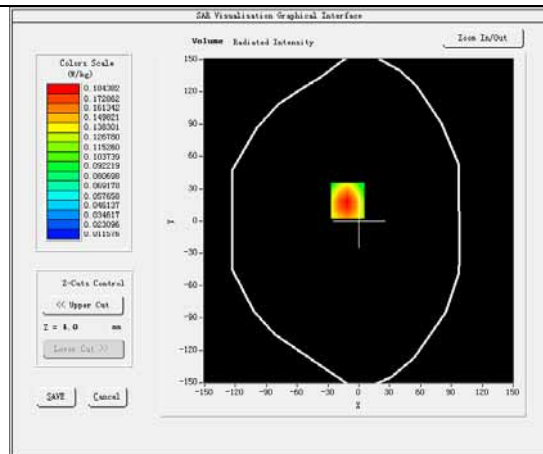 SAR Visualisation Graphical Interface
Volume Radiated Intensity
Zoom In/Out
Colors Scale
(W/kg)
0.184382
0.172862
0.161342
0.149821
0.138301
0.126780
0.115260
0.103739
0.092219
0.080698
0.069178
0.057658
0.046137
0.034617
0.023096
0.011576
150
120
90
60
30
0
-30
-60
-90
-120
-150
Y
-150 -120 -90 -60 -30 0 30 60 90 120 150
Z-Cuts Control
<< Upper Cut
Z = 4.0 mm
Lower Cut >>
SAVE Cancel